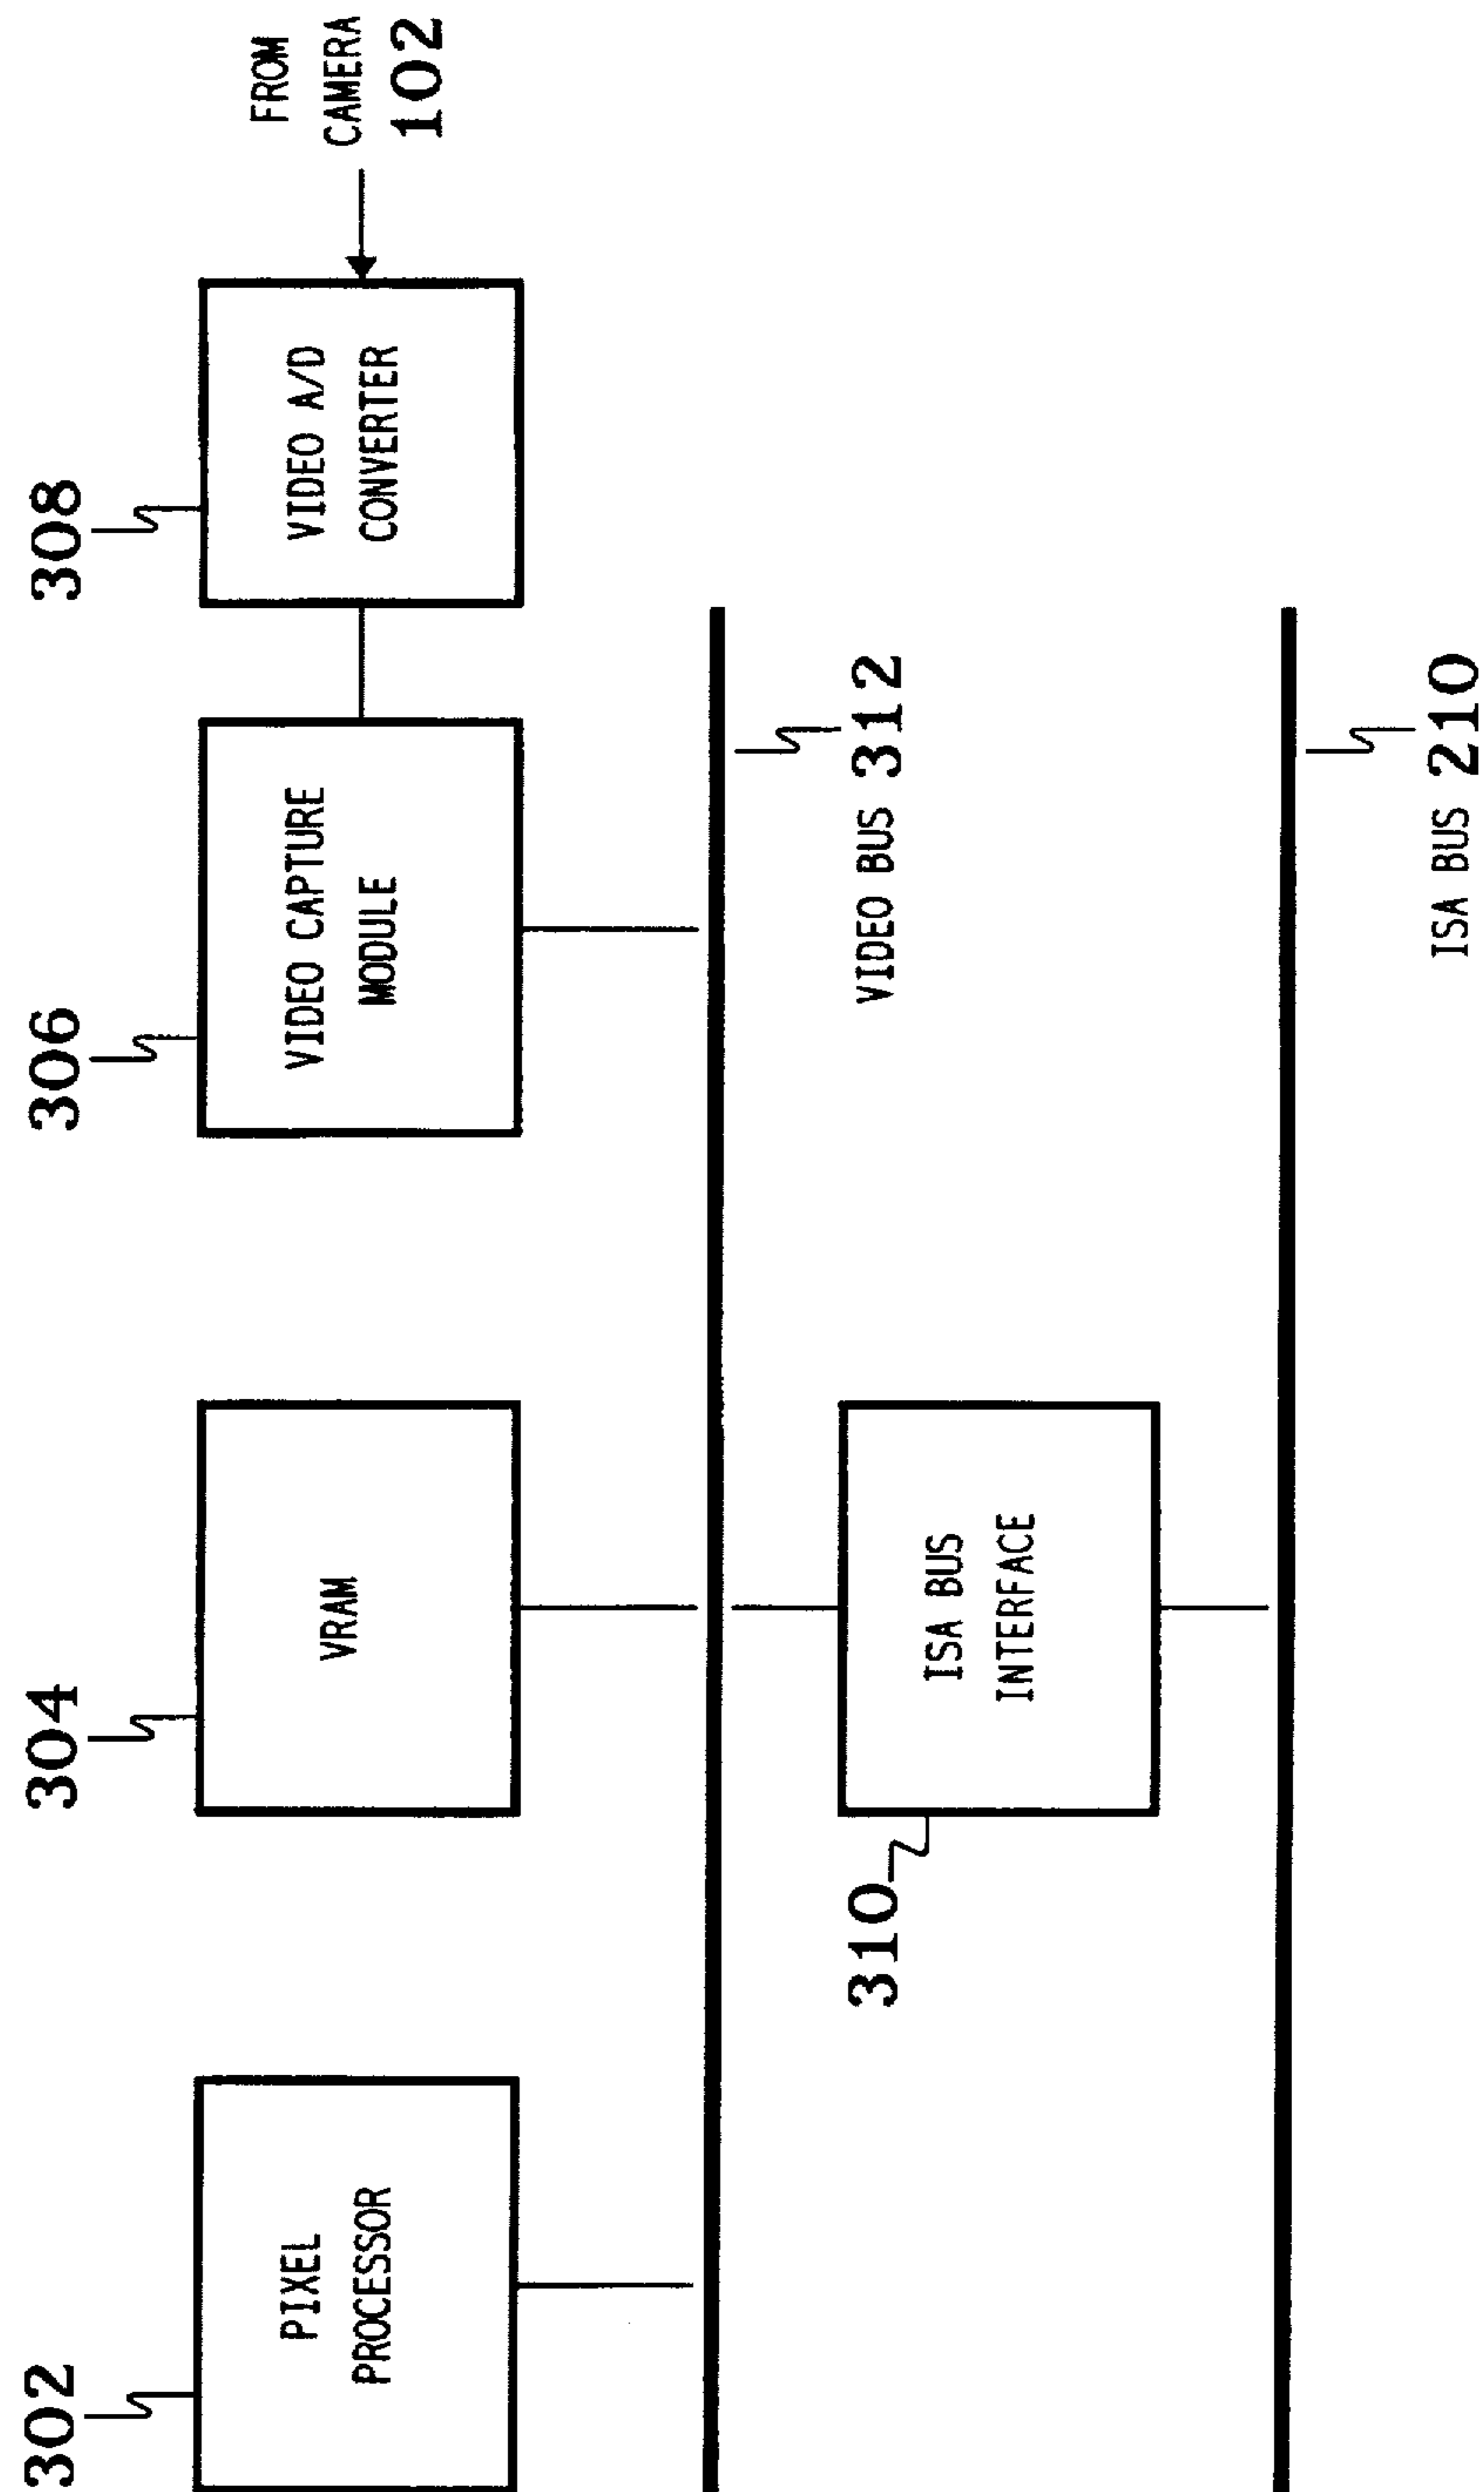 302
304
306
308
PIXEL
PROCESSOR
VRAM
VIDEO CAPTURE
MODULE
VIDEO A/D
CONVERTER
FROM
CAMERA
102
310
ISA BUS
INTERFACE
VIDEO BUS 312
ISA BUS 210